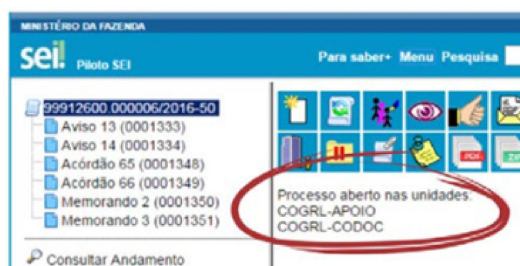 MINISTÉRIO DA FAZENDA
sei! Piloto SEI
Para saber+ Menu Pesquisa
99912600.000006/2016-50
Aviso 13 (0001333)
Aviso 14 (0001334)
Acórdão 65 (0001348)
Acórdão 66 (0001349)
Memorando 2 (0001350)
Memorando 3 (0001351)
Consultar Andamento
PDF
Processo aberto nas unidades:
COGRL-APOIO
COGRL-CODOC